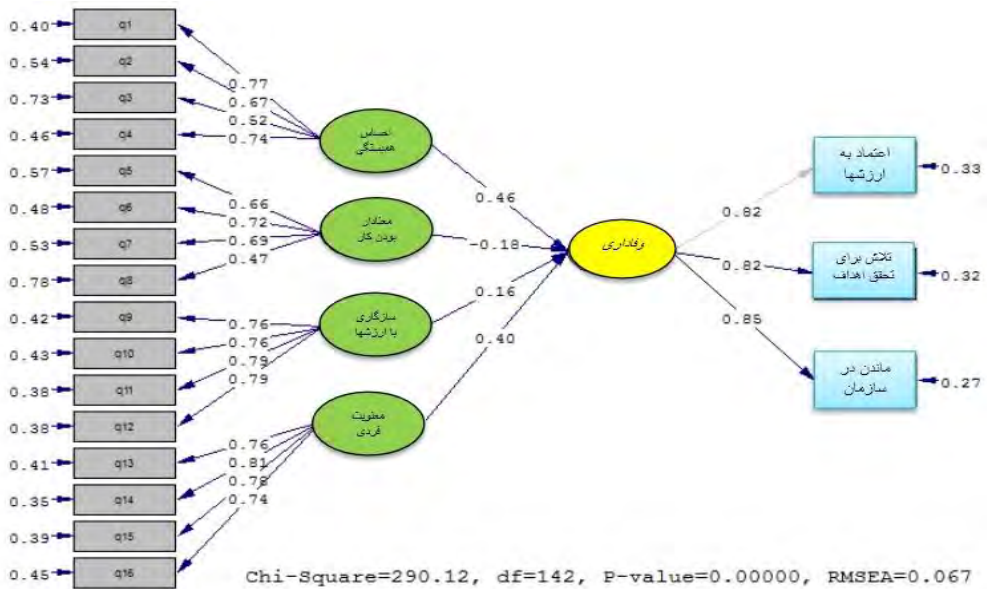 0.40
q1
0.54
q2
0.73
q3
0.46
q4
0.57
q5
0.48
q6
0.53
q7
0.78
q8
0.42
q9
0.43
q10
0.38
q11
0.38
q12
0.41
q13
0.35
q14
0.39
q15
0.45
q16
0.77
0.67
0.52
0.74
0.66
0.72
0.69
0.47
0.76
0.76
0.79
0.79
0.76
0.81
0.78
0.74
احساس
همبستگی
معنادار
بودن کار
سازگاری
با ارزشها
معنویت
فردی
0.46
-0.18
0.16
0.40
وفاداری
0.82
0.82
0.85
اعتماد به
ارزشها
0.33
تلاش برای
تحقق اهداف
0.32
ماندن در
سازمان
0.27
Chi-Square=290.12, df=142, P-value=0.00000, RMSEA=0.067